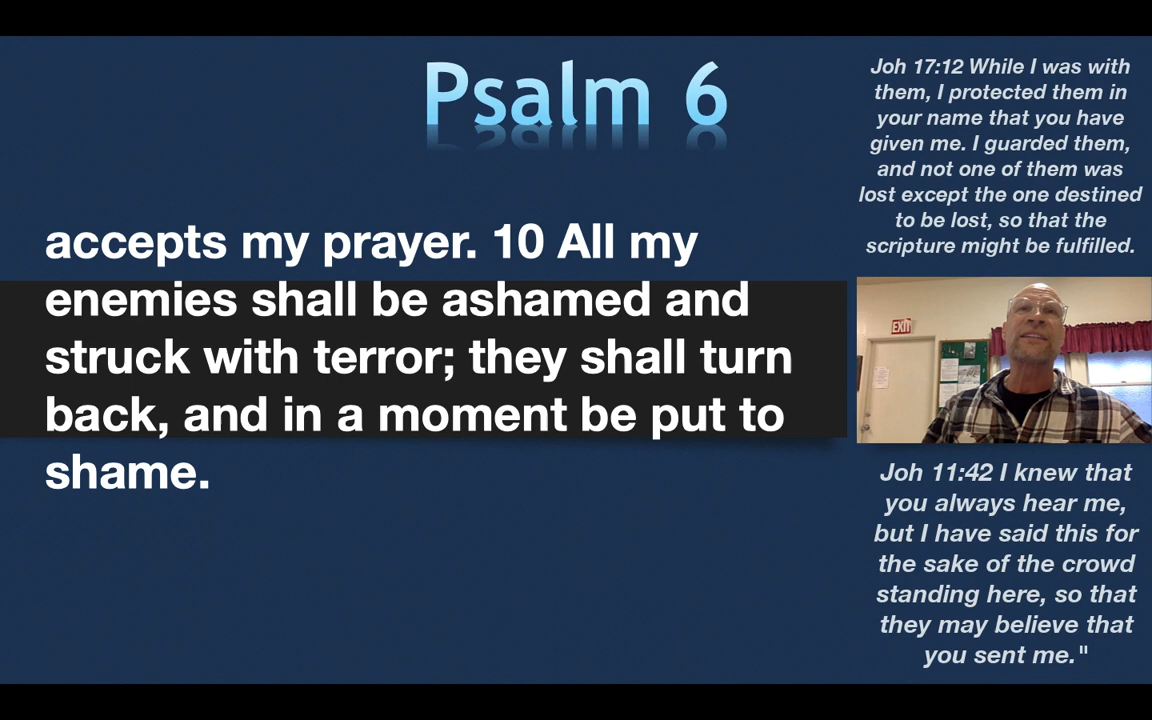 Psalm 6
accepts my prayer. 10 All my
enemies shall be ashamed and
struck with terror; they shall turn
back, and in a moment be put to
shame.
Joh 17:12 While I was with
them, I protected them in
your name that you have
given me. I guarded them,
and not one of them was
lost except the one destined
to be lost, so that the
scripture might be fulfilled.
EXIT
Joh 11:42 I knew that
you always hear me,
but I have said this for
the sake of the crowd
standing here, so that
they may believe that
you sent me."